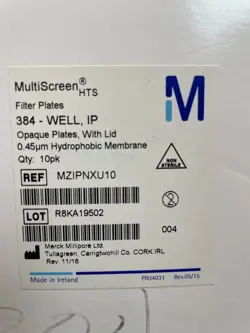 MultiScreen® HTS
Filter Plates
384 - WELL, IP
Opaque Plates, With Lid
0.45µm Hydrophobic Membrane
Qty: 10pk
M
NON STERILE
REF MZIPNXU10
LOT R8KA19502
004
Merck Millipore Ltd.
Tullagreen, Carrigtwohill Co. CORK IRL
Rev. 11/16
Made in Ireland
PR04031
Rev.06/15